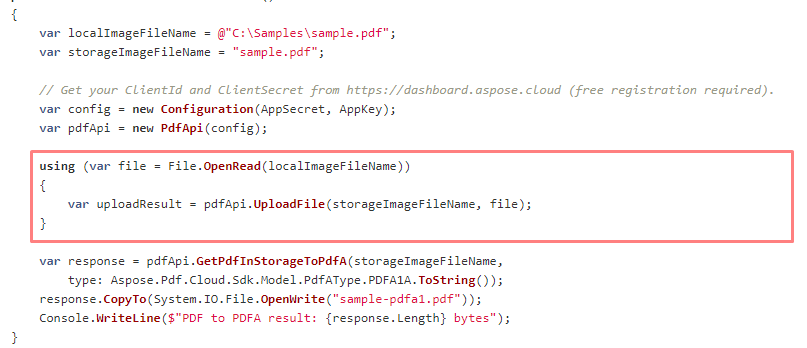 {
var localImageFileName = @"C:\Samples\sample.pdf";
var storageImageFileName = "sample.pdf";
// Get your ClientId and ClientSecret from https://dashboard.aspose.cloud (free registration required).
var config = new Configuration(AppSecret, AppKey);
var pdfApi = new PdfApi(config);
using (var file = File.OpenRead(localImageFileName))
{
var uploadResult = pdfApi.UploadFile(storageImageFileName, file);
}
var response = pdfApi.GetPdfInStorageToPdfA(storageImageFileName,
type: Aspose.Pdf.Cloud.Sdk.Model.PdfAType.PDFA1A.ToString());
response.CopyTo(System.IO.File.OpenWrite("sample-pdfa1.pdf"));
Console.WriteLine($"PDF to PDFA result: {response.Length} bytes");
}